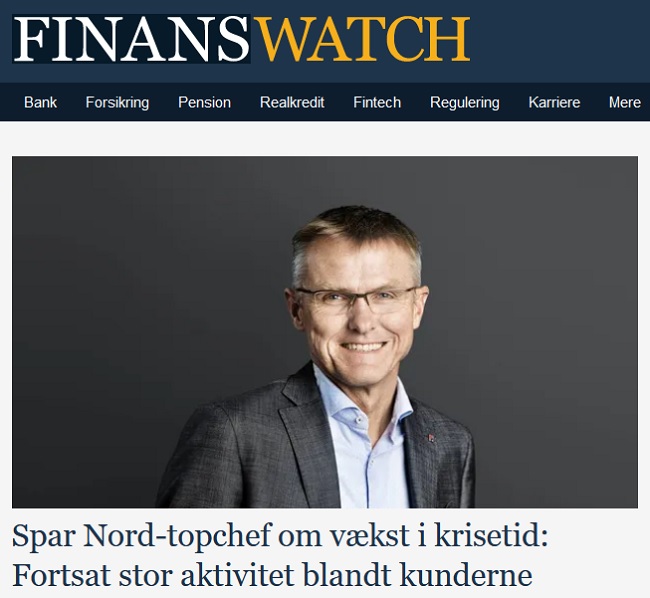 FINANSWATCH
Bank Forsikring Pension Realkredit Fintech Regulering Karriere Mere
Spar Nord-topchef om vækst i krisetid:
Fortsat stor aktivitet blandt kunderne